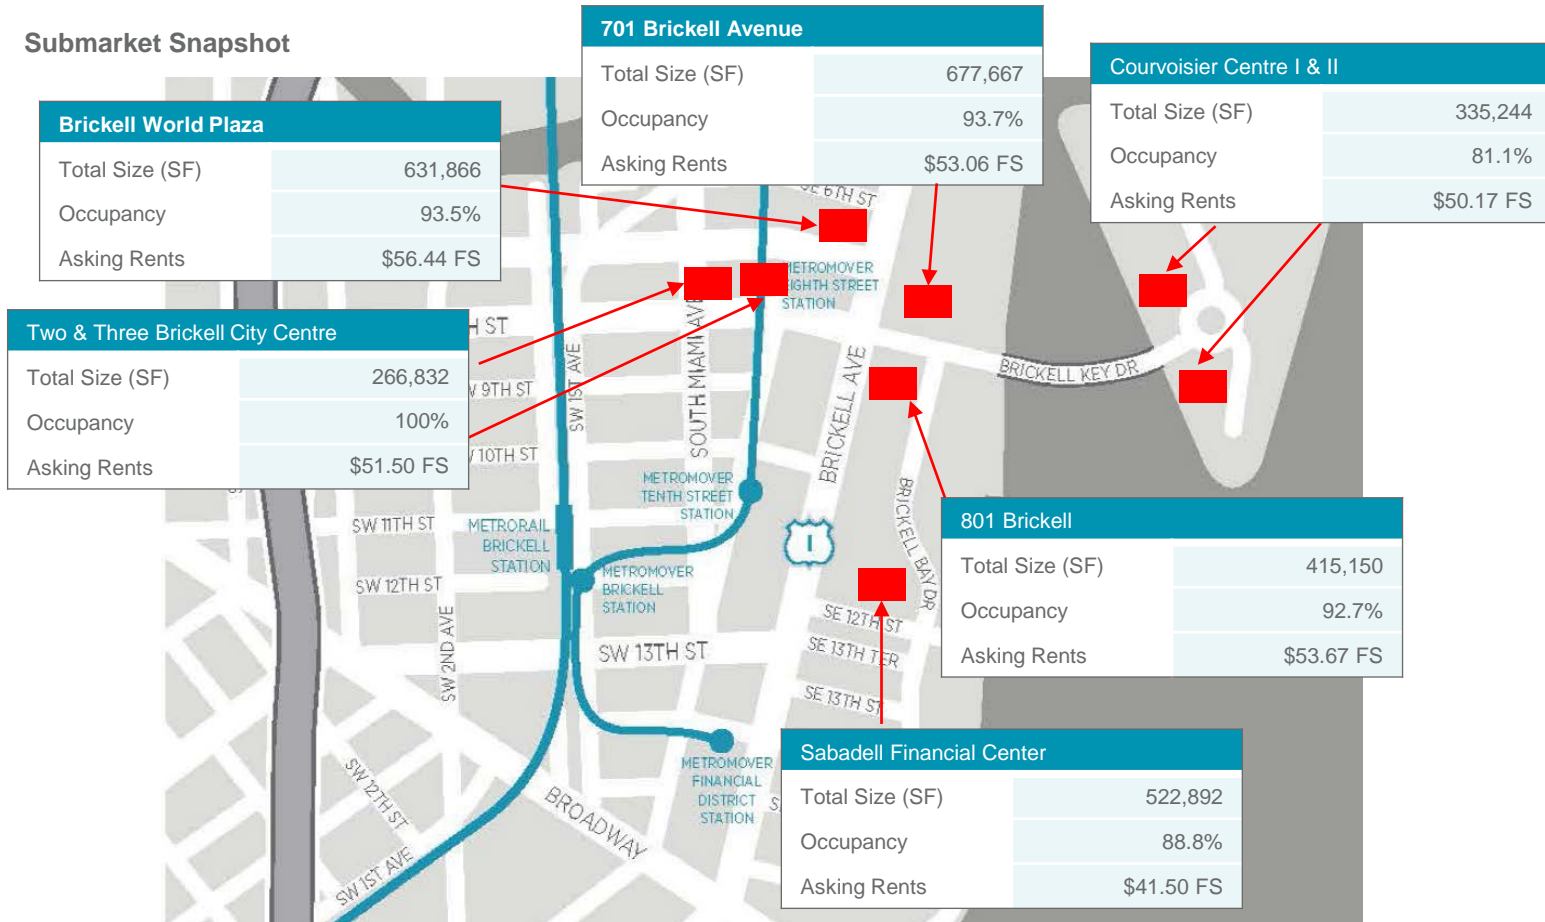 Submarket Snapshot
701 Brickell Avenue
Total Size (SF) 677,667
Occupancy 93.7%
Asking Rents $53.06 FS
Courvoisier Centre I & II
Total Size (SF) 335,244
Occupancy 81.1%
Asking Rents $50.17 FS
Brickell World Plaza
Total Size (SF) 631,866
Occupancy 93.5%
Asking Rents $56.44 FS
SE 6TH ST
METROMOVER
EIGHTH STREET
STATION
Two & Three Brickell City Centre
Total Size (SF) 266,832
Occupancy 100%
Asking Rents $51.50 FS
H ST
9TH ST
10TH ST
SW 1ST AVE
SOUTH MIAMI AVE
BRICKELL AVE
BRICKELL KEY DR
METROMOVER
TENTH STREET
STATION
BRICKELL BAY DR
1
SW 11TH ST
METRORAIL
BRICKELL
STATION
SW 12TH ST
METROMOVER
BRICKELL
STATION
801 Brickell
Total Size (SF) 415,150
Occupancy 92.7%
Asking Rents $53.67 FS
SW 2ND AVE
SW 13TH ST
SE 12TH ST
SE 13TH TER
SE 13TH ST
Sabadell Financial Center
Total Size (SF) 522,892
Occupancy 88.8%
Asking Rents $41.50 FS
METROMOVER
FINANCIAL
DISTRICT
STATION
SW 12TH ST
BROADWAY
SW 1ST AVE